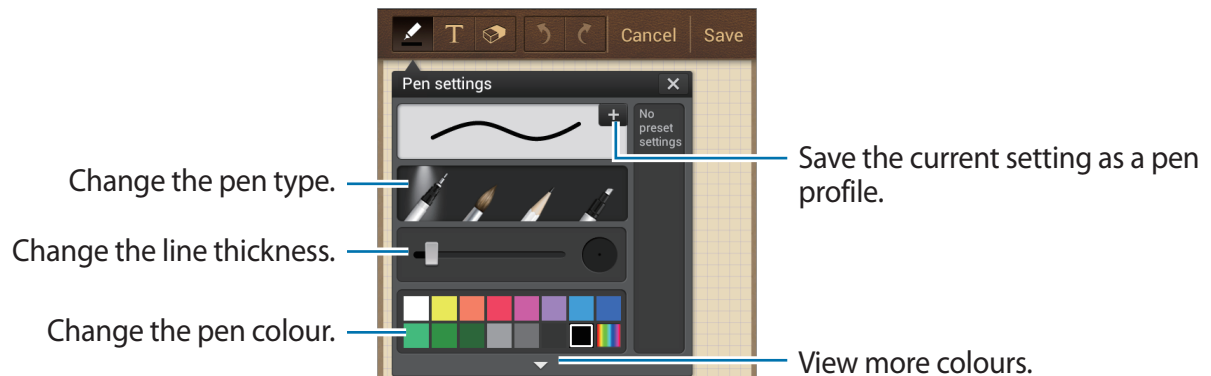 T Cancel Save
Pen settings
No
preset
settings
Change the pen type.
Save the current setting as a pen
profile.
Change the line thickness.
Change the pen colour.
View more colours.